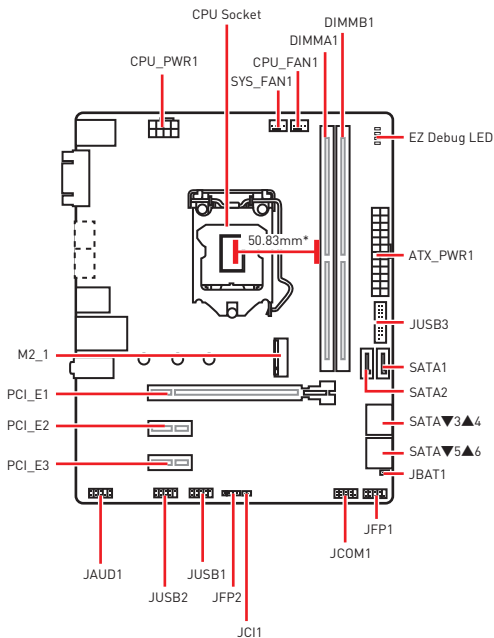 CPU Socket
DIMMB1
DIMMA1
CPU_PWR1
CPU_FAN1
SYS_FAN1
EZ Debug LED
50.83mm*
ATX_PWR1
JUSB3
M2_1
SATA1
PCI_E1
SATA2
PCI_E2
SATA▼3▲4
PCI_E3
SATA▼5▲6
JBAT1
JFP1
JCOM1
JAUD1
JUSB1
JUSB2
JFP2
JCI1